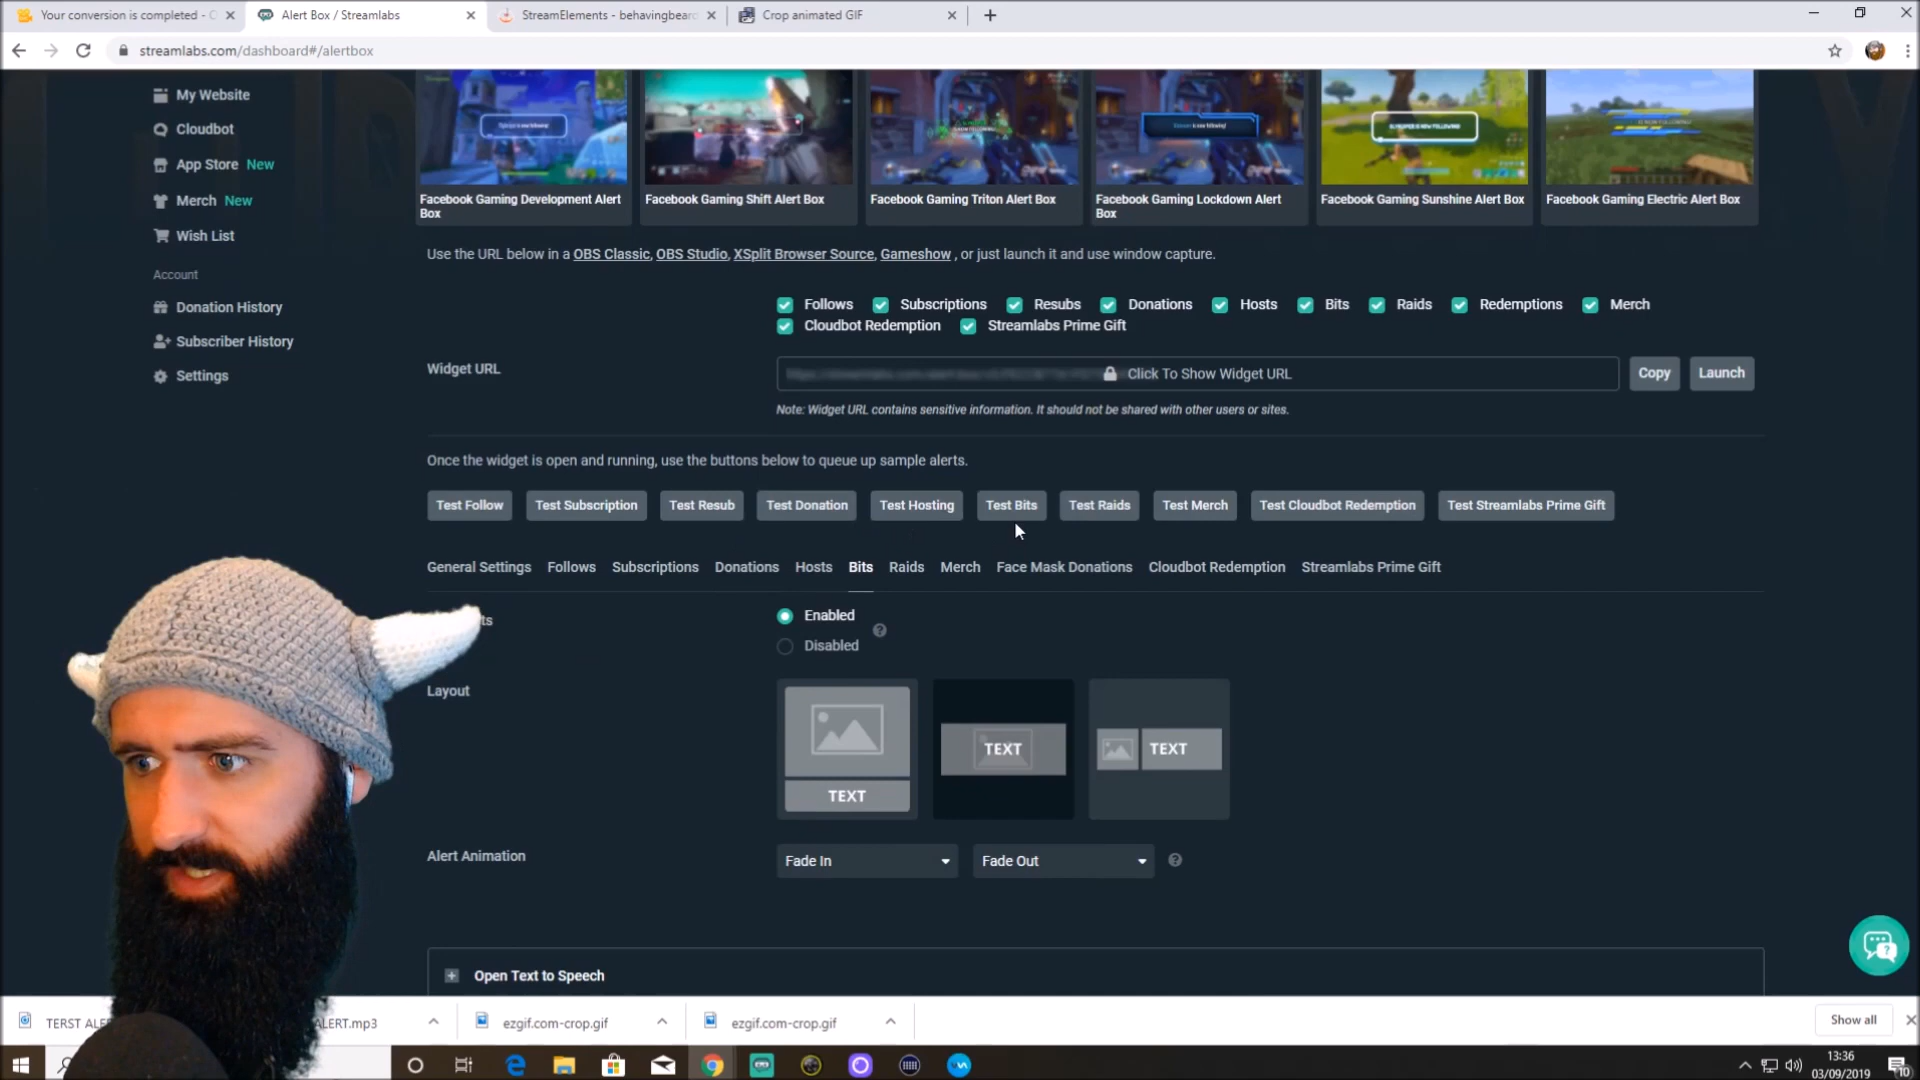 Your conversion is completed - C
Alert Box / Streamlabs
StreamElements - behavingbeard
Crop animated GIF
streamlabs.com/dashboard#/alertbox
My Website
Cloudbot
App Store New
Merch New
Wish List
Account
Donation History
Subscriber History
Settings
Facebook Gaming Development Alert Box
Facebook Gaming Shift Alert Box
Facebook Gaming Triton Alert Box
Facebook Gaming Lockdown Alert Box
Facebook Gaming Sunshine Alert Box
Facebook Gaming Electric Alert Box
Use the URL below in a OBS Classic, OBS Studio, XSplit Browser Source, Gameshow , or just launch it and use window capture.
Follows Subscriptions Resubs Donations Hosts Bits Raids Redemptions Merch
Cloudbot Redemption Streamlabs Prime Gift
Widget URL
Click To Show Widget URL
Copy
Launch
Note: Widget URL contains sensitive information. It should not be shared with other users or sites.
Once the widget is open and running, use the buttons below to queue up sample alerts.
Test Follow Test Subscription Test Resub Test Donation Test Hosting Test Bits Test Raids Test Merch Test Cloudbot Redemption Test Streamlabs Prime Gift
General Settings Follows Subscriptions Donations Hosts Bits Raids Merch Face Mask Donations Cloudbot Redemption Streamlabs Prime Gift
ts
Enabled
Disabled
Layout
TEXT
TEXT
TEXT
Alert Animation
Fade In
Fade Out
Open Text to Speech
TERST ALE
ALERT.mp3
ezgif.com-crop.gif
ezgif.com-crop.gif
Show all
13:36
03/09/2019
10